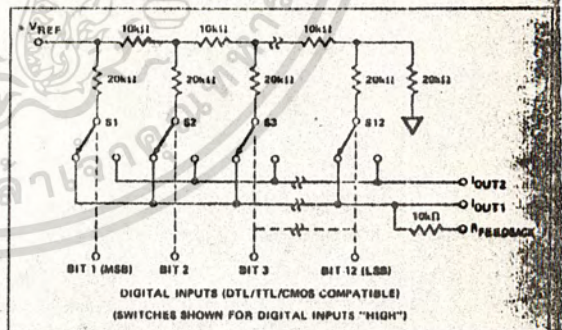 VREF
10kΩ 10kΩ 10kΩ
20kΩ 20kΩ 20kΩ 20kΩ 20kΩ
S1 S2 S3 S12
IOUT2
IOUT1
10kΩ
RFEEDBACK
BIT 1 (MSB) BIT 2 BIT 3 BIT 12 (LSB)
DIGITAL INPUTS (DTL/TTL/CMOS COMPATIBLE)
(SWITCHES SHOWN FOR DIGITAL INPUTS "HIGH")